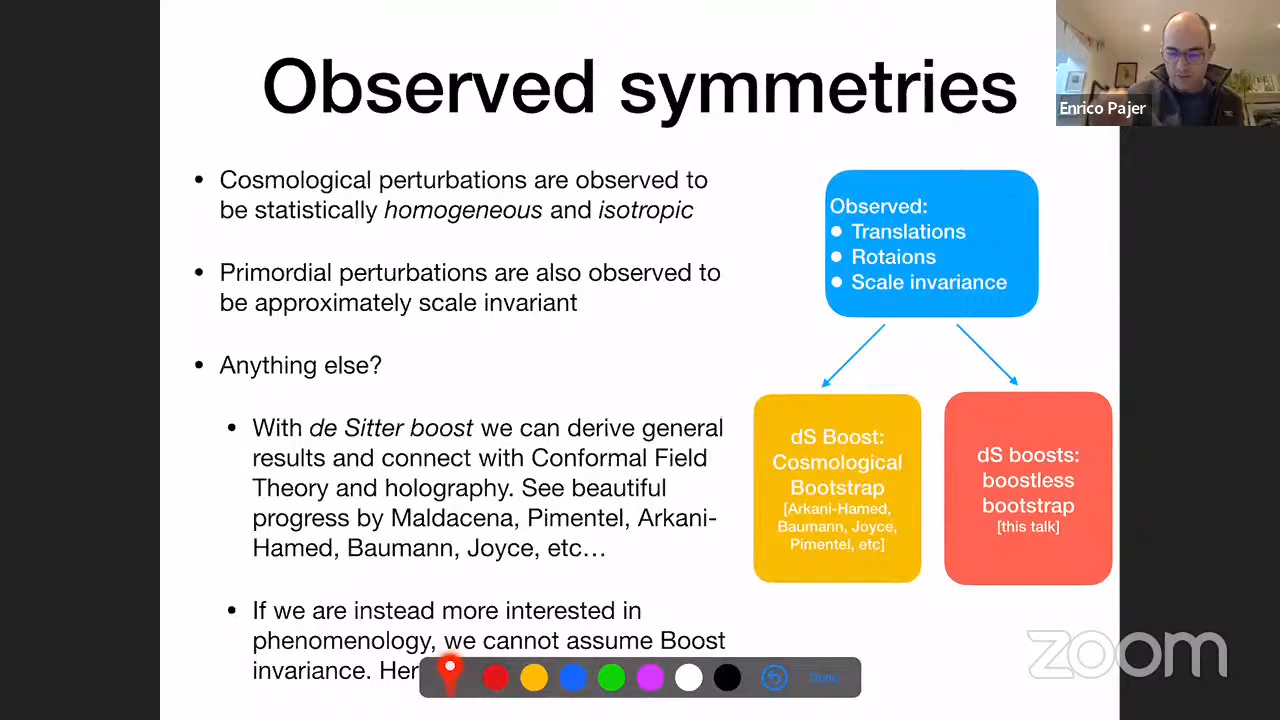 Observed symmetries
Enrico Pajer
• Cosmological perturbations are observed to
be statistically homogeneous and isotropic
• Primordial perturbations are also observed to
be approximately scale invariant
• Anything else?
• With de Sitter boost we can derive general
results and connect with Conformal Field
Theory and holography. See beautiful
progress by Maldacena, Pimentel, Arkani-
Hamed, Baumann, Joyce, etc…
• If we are instead more interested in
phenomenology, we cannot assume Boost
invariance. Her
Observed:
● Translations
● Rotaions
● Scale invariance
dS Boost:
Cosmological
Bootstrap
[Arkani-Hamed,
Baumann, Joyce,
Pimentel, etc]
dS boosts:
boostless
bootstrap
[this talk]
Done
zoom